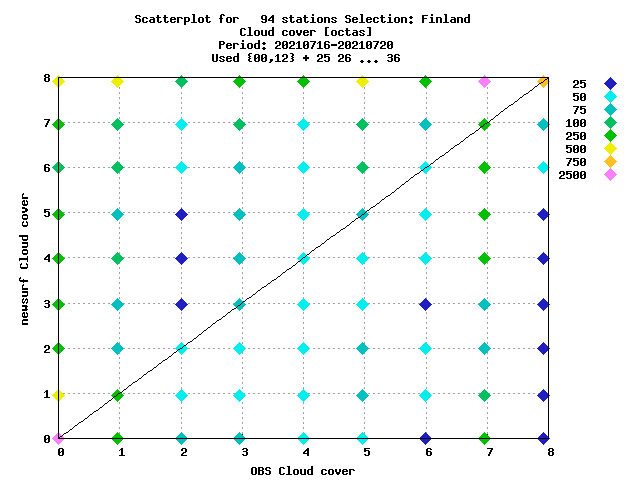 Scatterplot for   94 stations Selection: Finland
Cloud cover [octas]
Period: 20210716-20210720
Used {00,12} + 25 26 ... 36
8
7
6
5
4
3
2
1
0
newsurf Cloud cover
0 1 2 3 4 5 6 7 8
OBS Cloud cover
25
50
75
100
250
500
750
2500